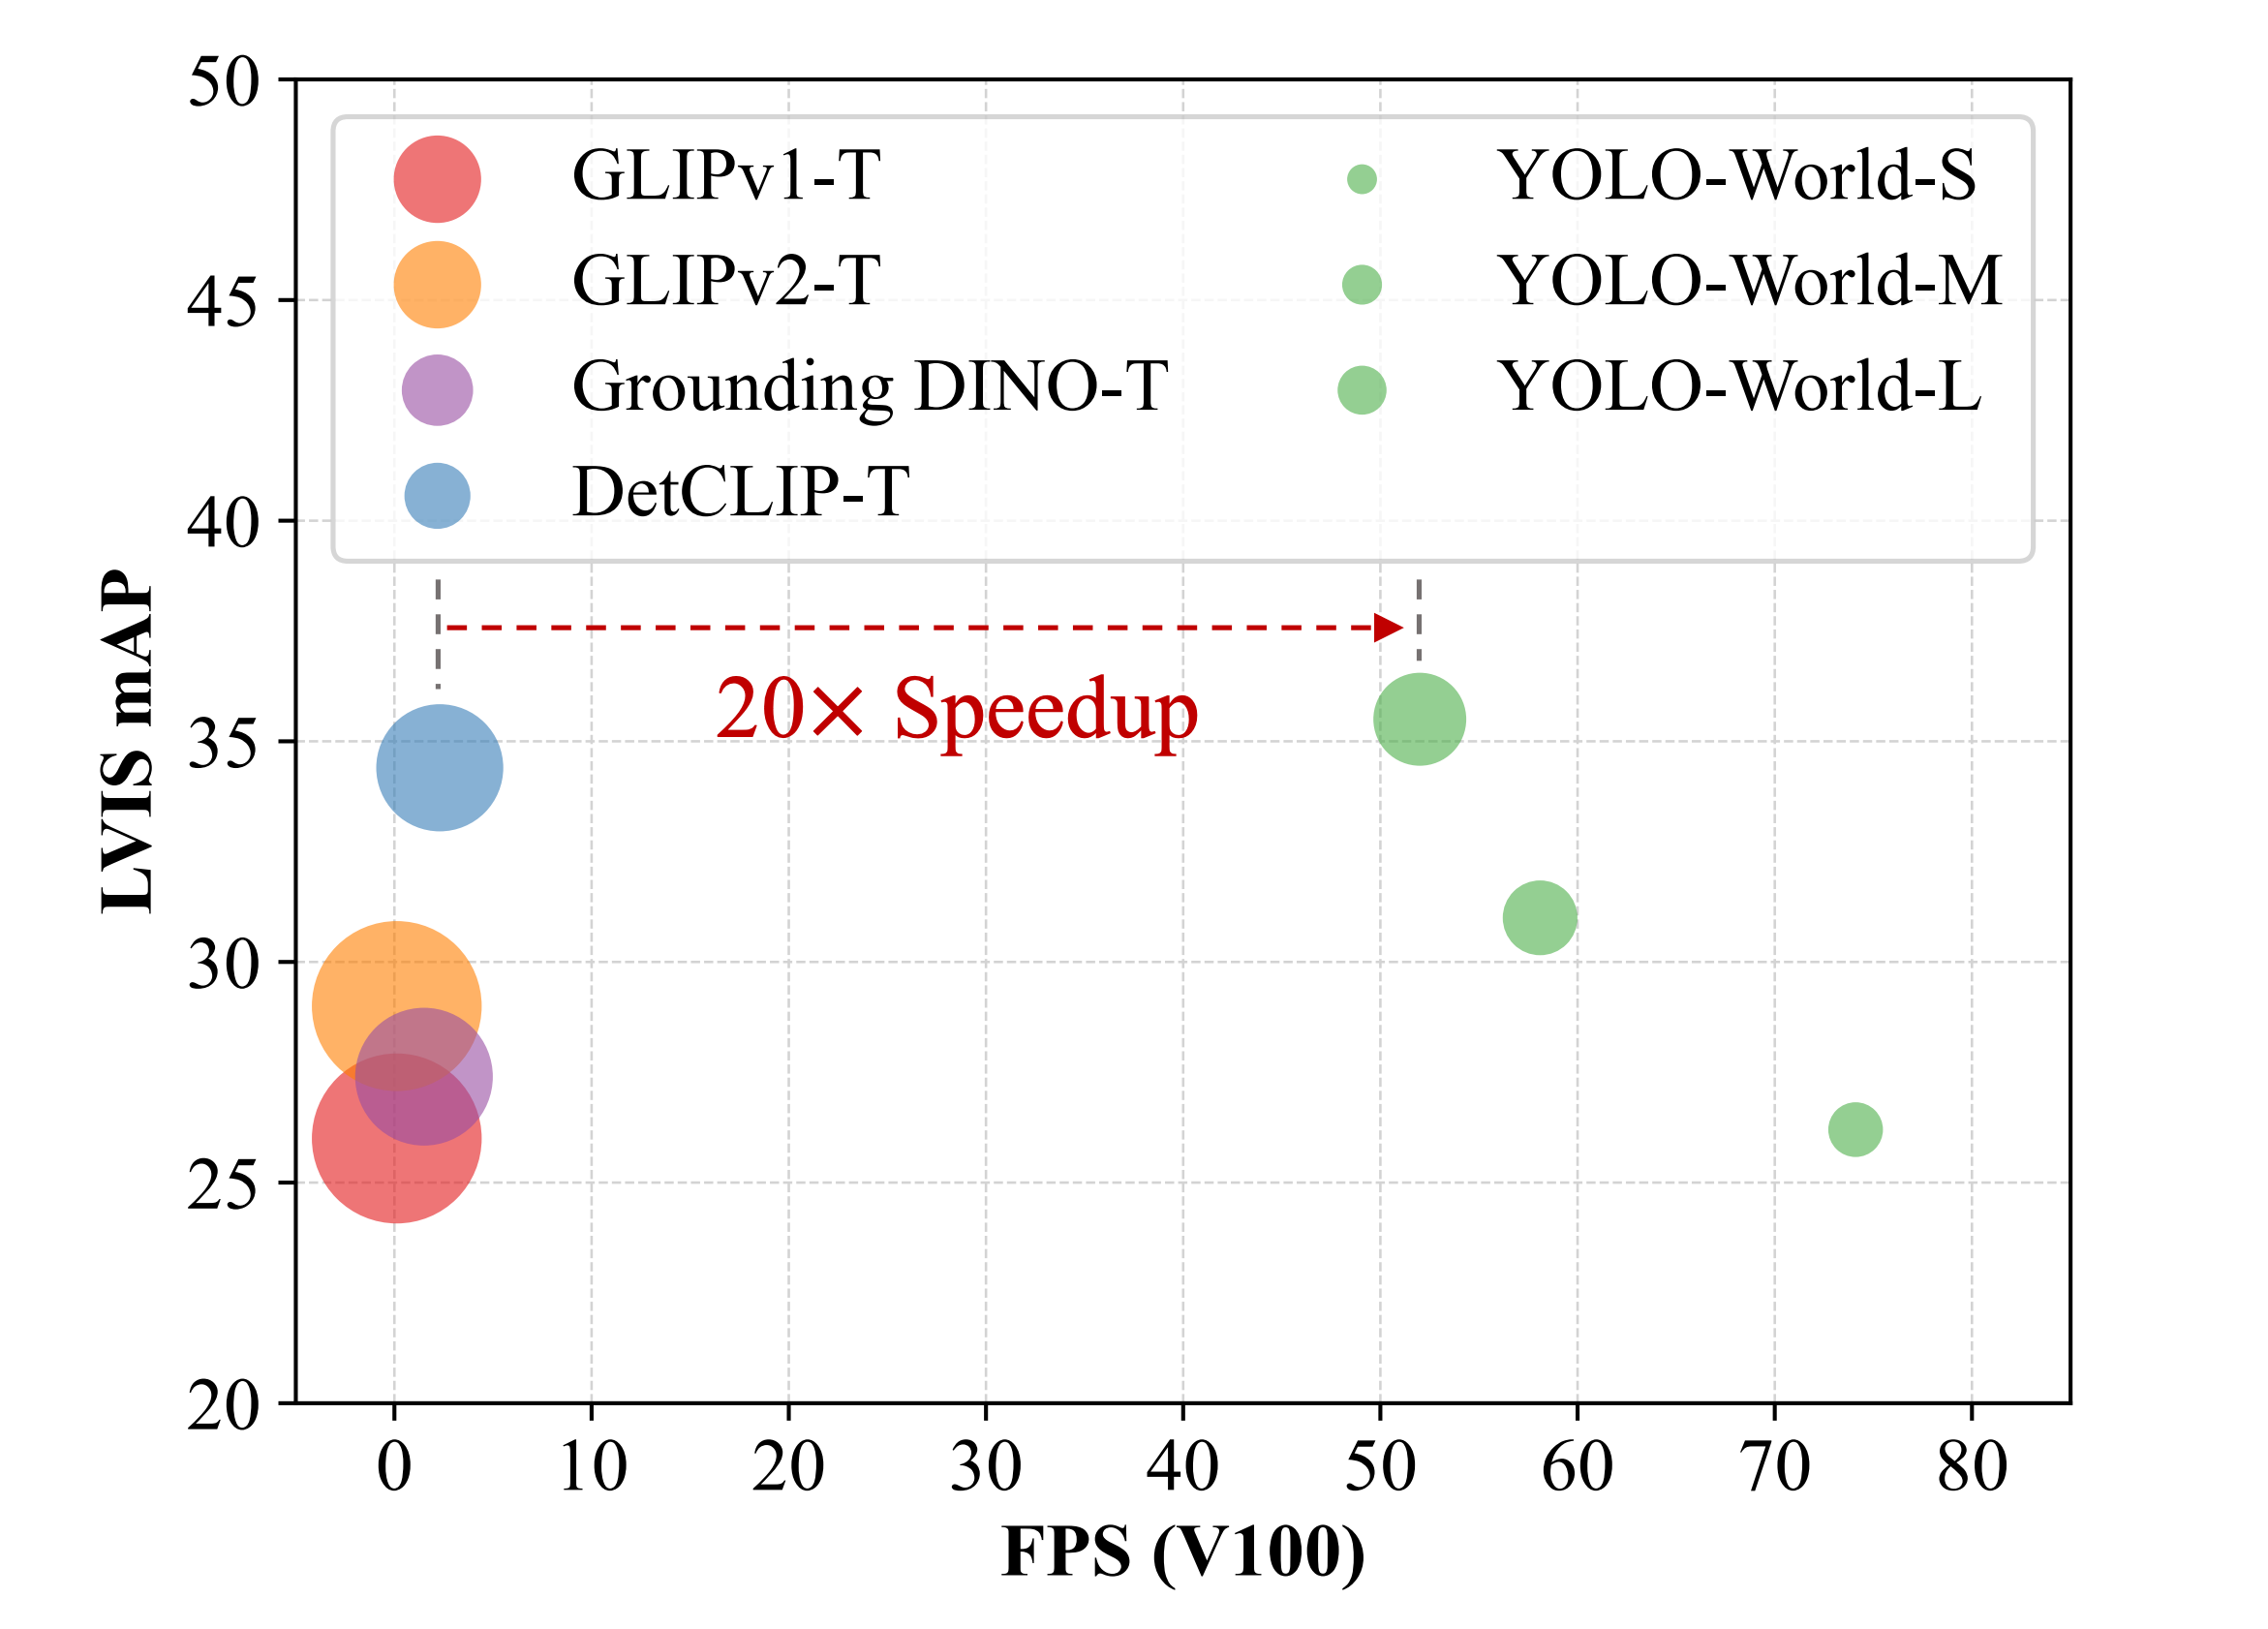 50
45
40
35
30
25
20
LVIS mAP
GLIPv1-T
GLIPv2-T
Grounding DINO-T
DetCLIP-T
YOLO-World-S
YOLO-World-M
YOLO-World-L
20× Speedup
0 10 20 30 40 50 60 70 80
FPS (V100)